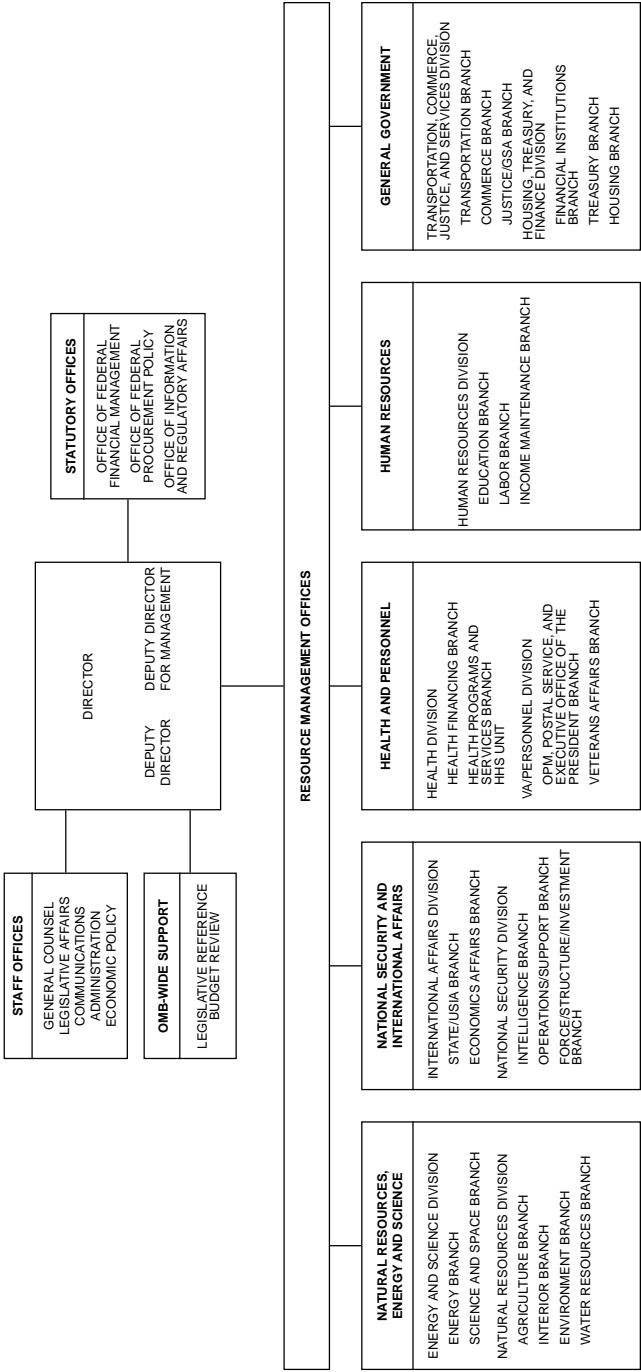 STAFF OFFICES
GENERAL COUNSEL
LEGISLATIVE AFFAIRS
COMMUNICATIONS
ADMINISTRATION
ECONOMIC POLICY
OMB-WIDE SUPPORT
LEGISLATIVE REFERENCE
BUDGET REVIEW
DIRECTOR
DEPUTY
DIRECTOR
DEPUTY DIRECTOR
FOR MANAGEMENT
STATUTORY OFFICES
OFFICE OF FEDERAL
FINANCIAL MANAGEMENT
OFFICE OF FEDERAL
PROCUREMENT POLICY
OFFICE OF INFORMATION
AND REGULATORY AFFAIRS
RESOURCE MANAGEMENT OFFICES
NATURAL RESOURCES,
ENERGY AND SCIENCE
ENERGY AND SCIENCE DIVISION
ENERGY BRANCH
SCIENCE AND SPACE BRANCH
NATURAL RESOURCES DIVISION
AGRICULTURE BRANCH
INTERIOR BRANCH
ENVIRONMENT BRANCH
WATER RESOURCES BRANCH
NATIONAL SECURITY AND
INTERNATIONAL AFFAIRS
INTERNATIONAL AFFAIRS DIVISION
STATE/USIA BRANCH
ECONOMICS AFFAIRS BRANCH
NATIONAL SECURITY DIVISION
INTELLIGENCE BRANCH
OPERATIONS/SUPPORT BRANCH
FORCE/STRUCTURE/INVESTMENT
BRANCH
HEALTH AND PERSONNEL
HEALTH DIVISION
HEALTH FINANCING BRANCH
HEALTH PROGRAMS AND
SERVICES BRANCH
HHS UNIT
VA/PERSONNEL DIVISION
OPM, POSTAL SERVICE, AND
EXECUTIVE OFFICE OF THE
PRESIDENT BRANCH
VETERANS AFFAIRS BRANCH
HUMAN RESOURCES
HUMAN RESOURCES DIVISION
EDUCATION BRANCH
LABOR BRANCH
INCOME MAINTENANCE BRANCH
GENERAL GOVERNMENT
TRANSPORTATION, COMMERCE,
JUSTICE, AND SERVICES DIVISION
TRANSPORTATION BRANCH
COMMERCE BRANCH
JUSTICE/GSA BRANCH
HOUSING, TREASURY, AND
FINANCE DIVISION
FINANCIAL INSTITUTIONS
BRANCH
TREASURY BRANCH
HOUSING BRANCH